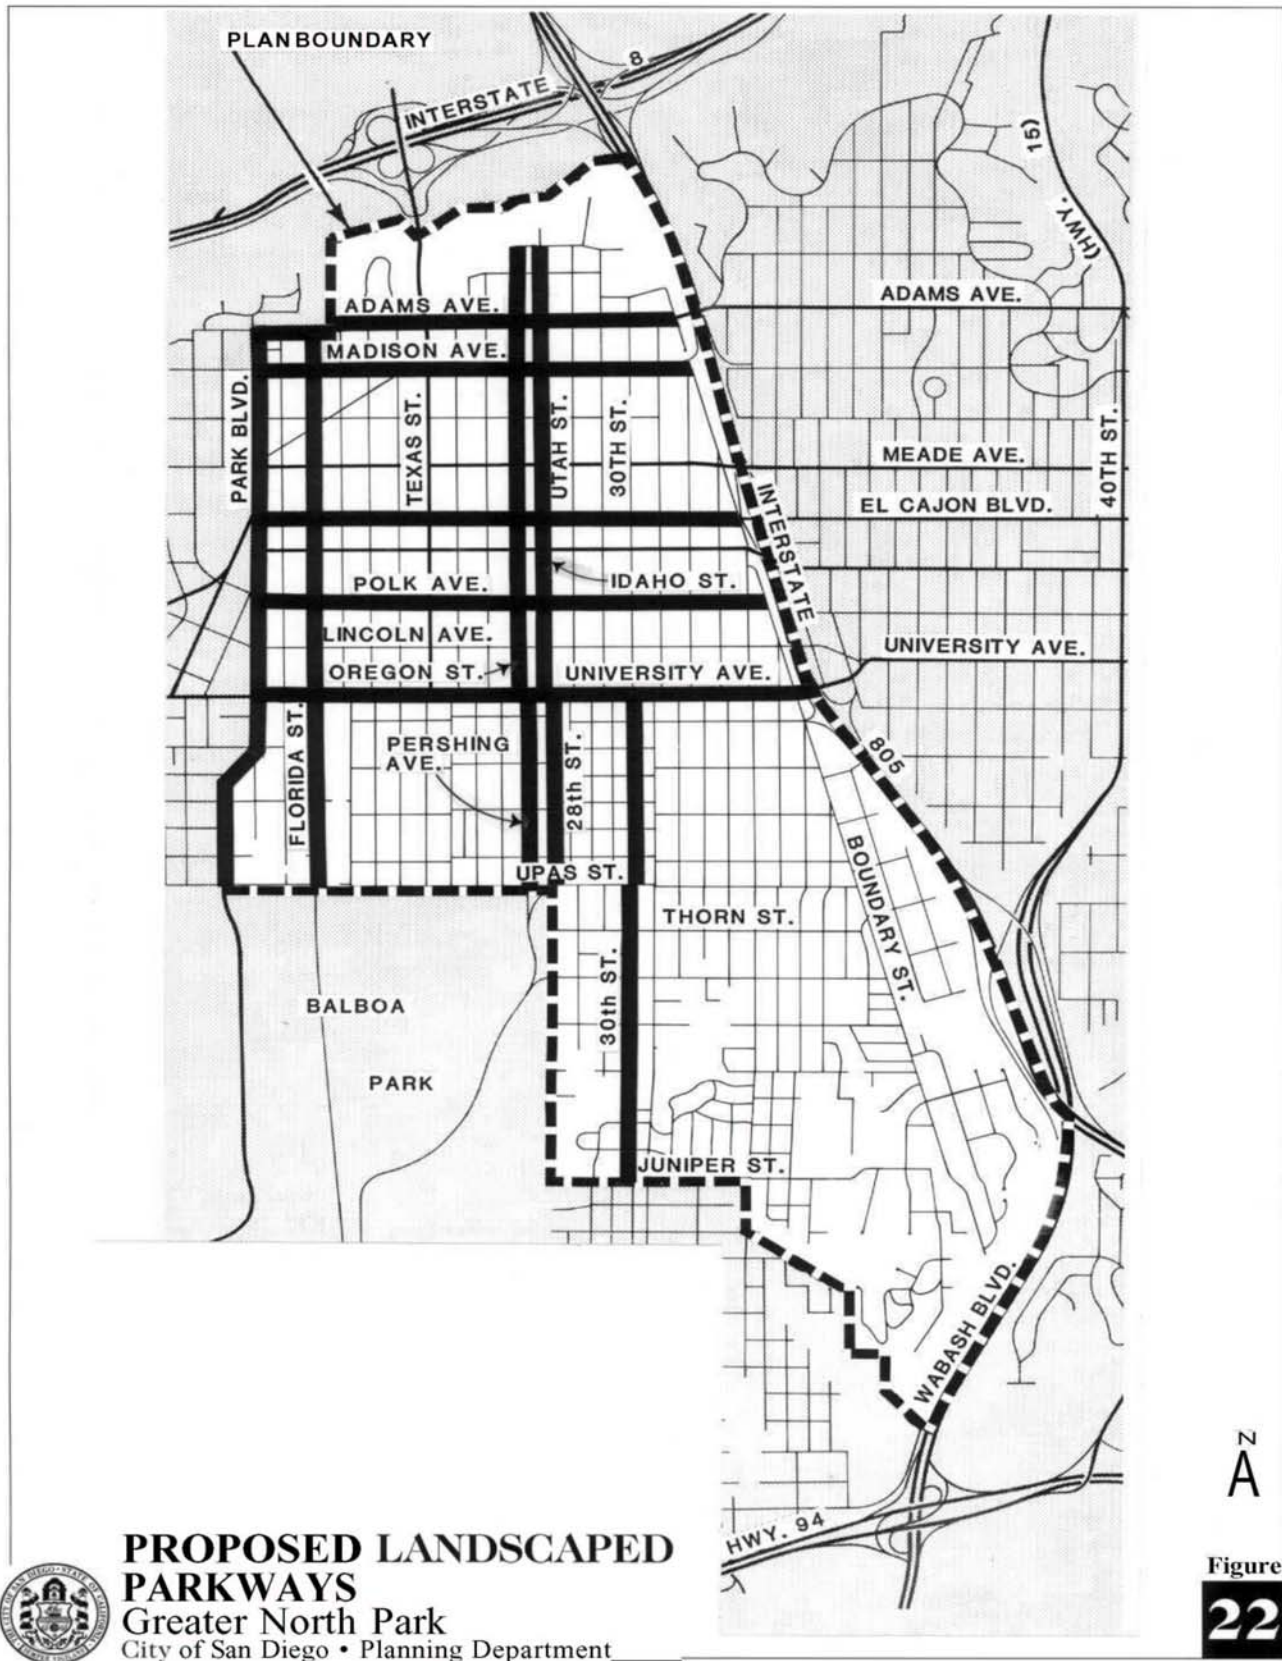 PLAN BOUNDARY
INTERSTATE 8
(HWY. 15)
ADAMS AVE.
ADAMS AVE.
MADISON AVE.
PARK BLVD.
TEXAS ST.
UTAH ST.
30TH ST.
MEADE AVE.
40TH ST.
EL CAJON BLVD.
INTERSTATE
POLK AVE.
IDAHO ST.
LINCOLN AVE.
UNIVERSITY AVE.
OREGON ST.
UNIVERSITY AVE.
FLORIDA ST.
PERSHING
AVE.
28th ST.
805
UPAS ST.
BOUNDARY ST.
THORN ST.
30th ST.
BALBOA
PARK
JUNIPER ST.
WABASH BLVD.
HWY. 94
N
PROPOSED LANDSCAPED
PARKWAYS
Greater North Park
City of San Diego • Planning Department
Figure
22